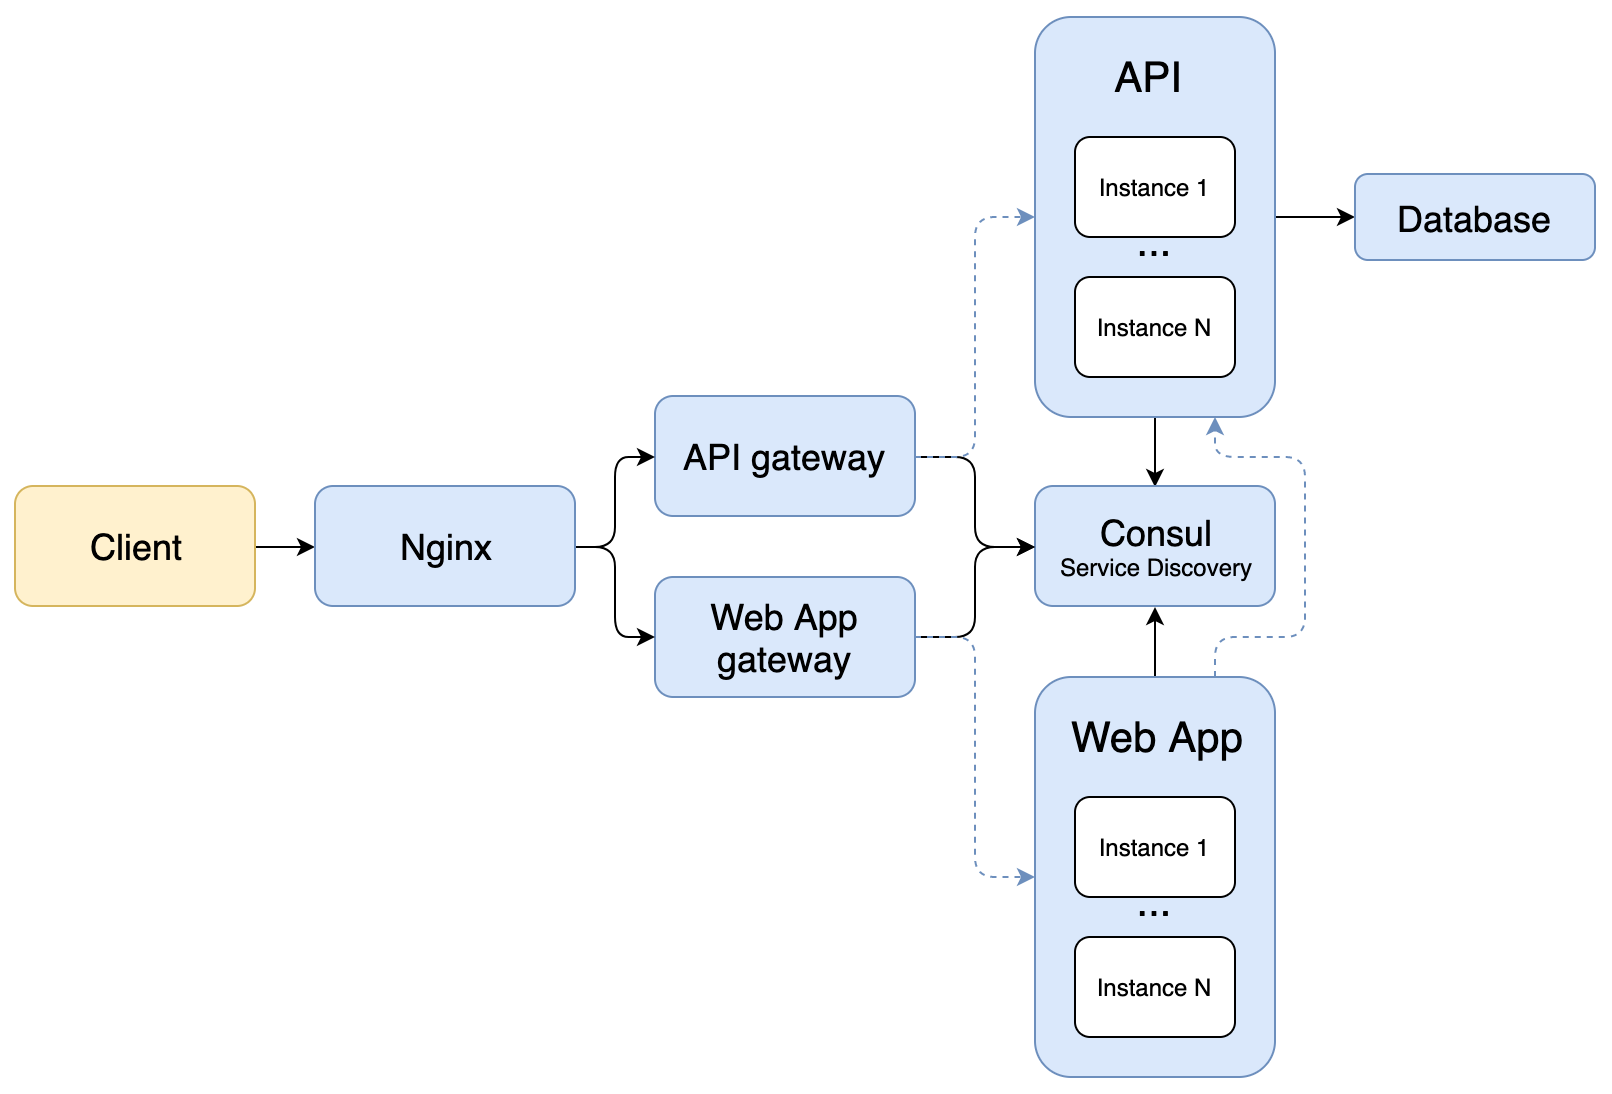 Client
Nginx
API gateway
Web App
gateway
API
Instance 1
...
Instance N
Consul
Service Discovery
Web App
Instance 1
...
Instance N
Database